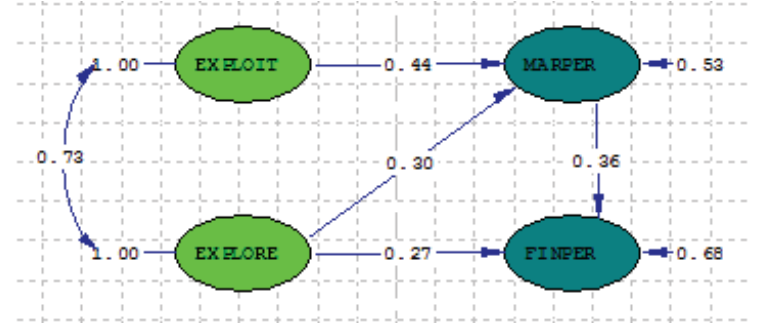 1.00 EXPLOIT 0.44 MARPER 0.53
0.73 0.30 0.36
1.00 EXPLORE 0.27 FINPER 0.68